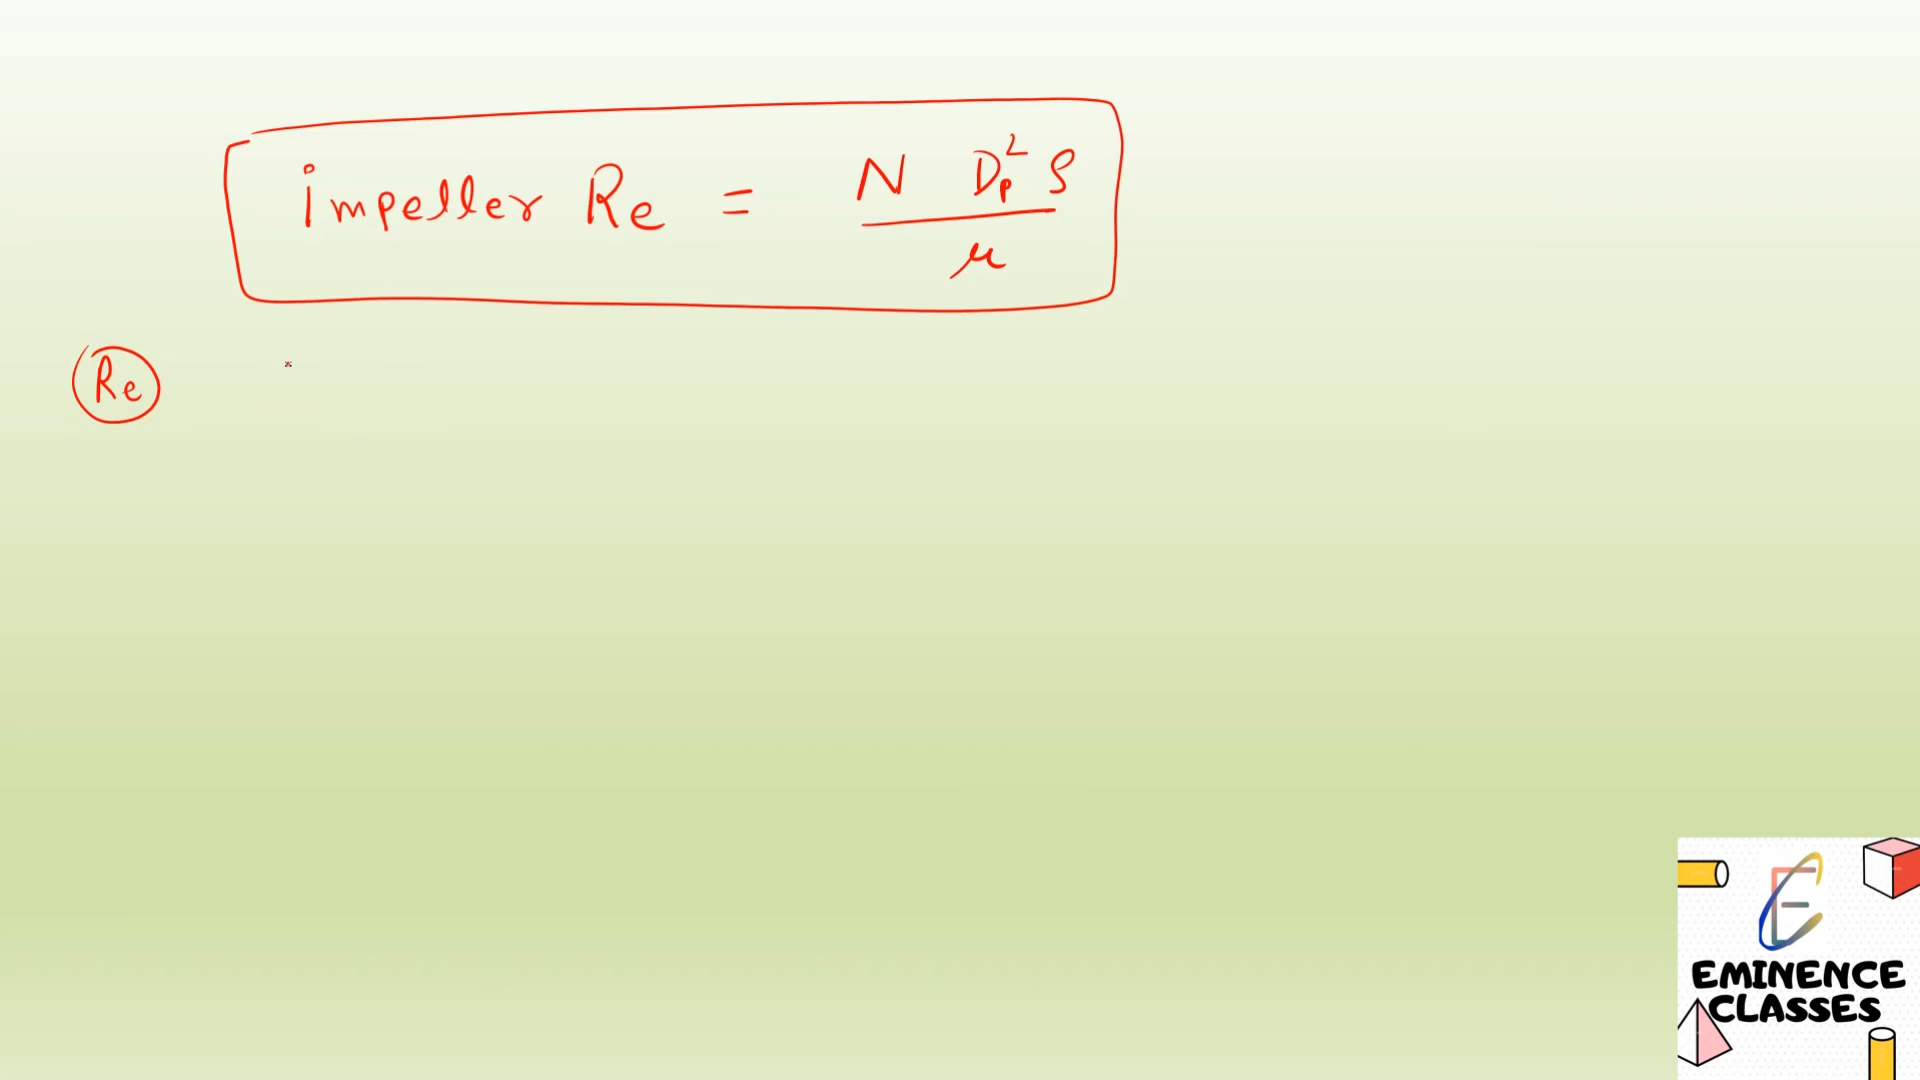 impeller Re = N Dp² ρ / μ
Re
EMINENCE
CLASSES